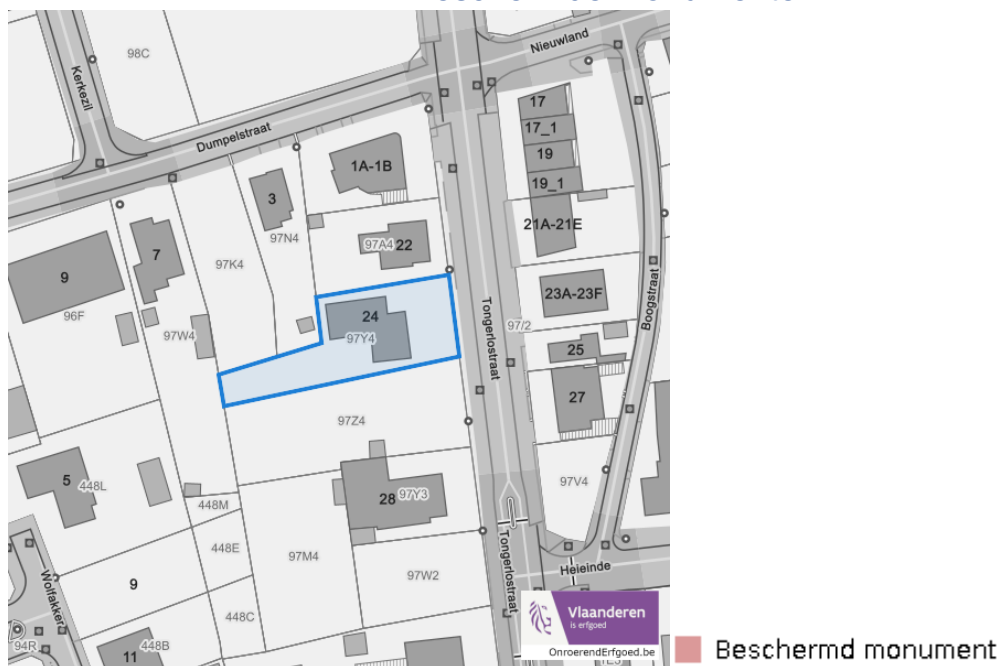 98C
Nieuwland
Kerkezil
Dumpelstraat
17
17_1
1A-1B
19
19_1
3
97N4
21A-21E
97A4 22
7
97K4
9
96F
23A-23F
Boogstraat
Tongerlostraat
24
97Y4
97/2
97W4
25
27
97Z4
5 448L
97V4
28 97Y3
448M
448E
97M4
Tongerlostraat
Heieinde
97W2
Wolfakker
9
448C
94R
448B
11
Vlaanderen
is erfgoed
OnroerendErfgoed.be
Beschermd monument